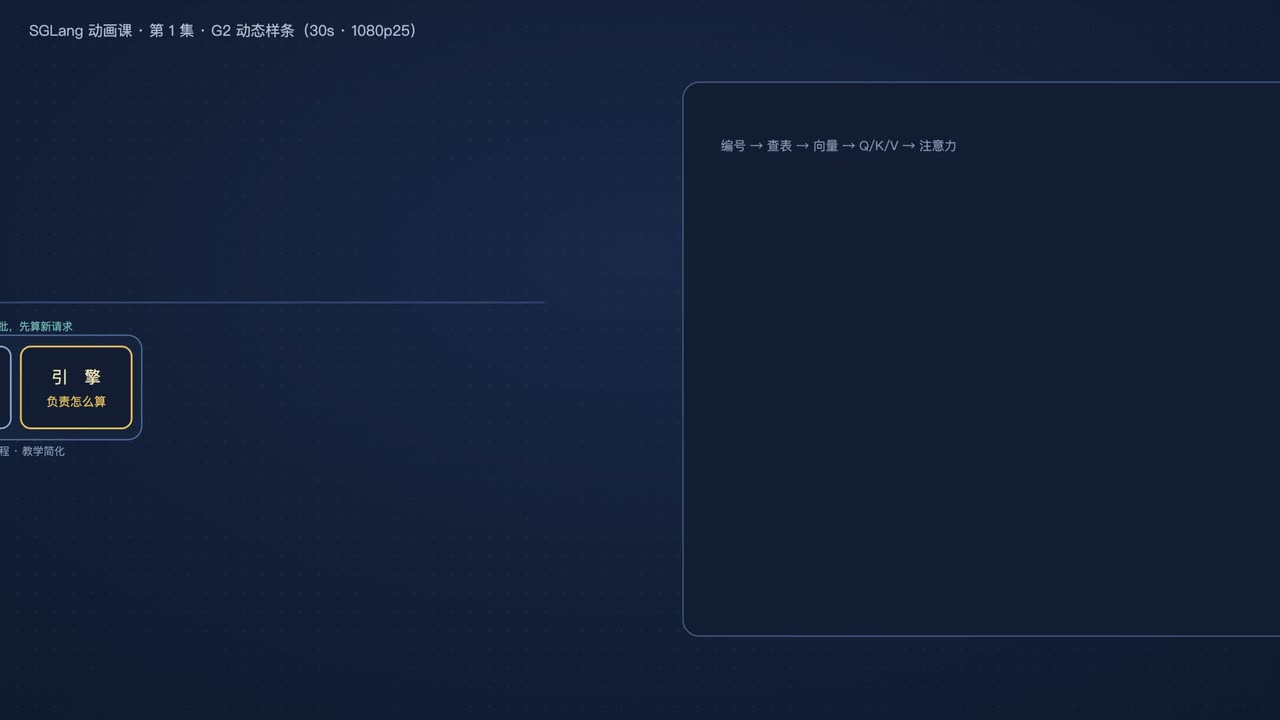 SGLang 动画课 · 第 1 集 · G2 动态样条（30s · 1080p25）
编号 → 查表 → 向量 → Q/K/V → 注意力
批，先算新请求
引 擎
负责怎么算
程 · 教学简化